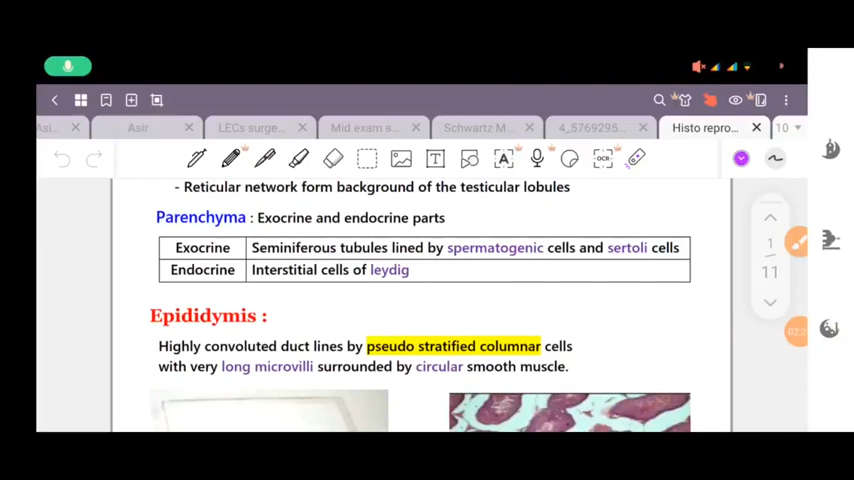 Asi...
Asir
LECs surge...
Mid exam s...
Schwartz M...
4_5769295...
Histo repro...
10
T
A
OCR
- Reticular network form background of the testicular lobules
Parenchyma : Exocrine and endocrine parts
Exocrine Seminiferous tubules lined by spermatogenic cells and sertoli cells
Endocrine Interstitial cells of leydig
1
11
Epididymis :
Highly convoluted duct lines by pseudo stratified columnar cells
with very long microvilli surrounded by circular smooth muscle.